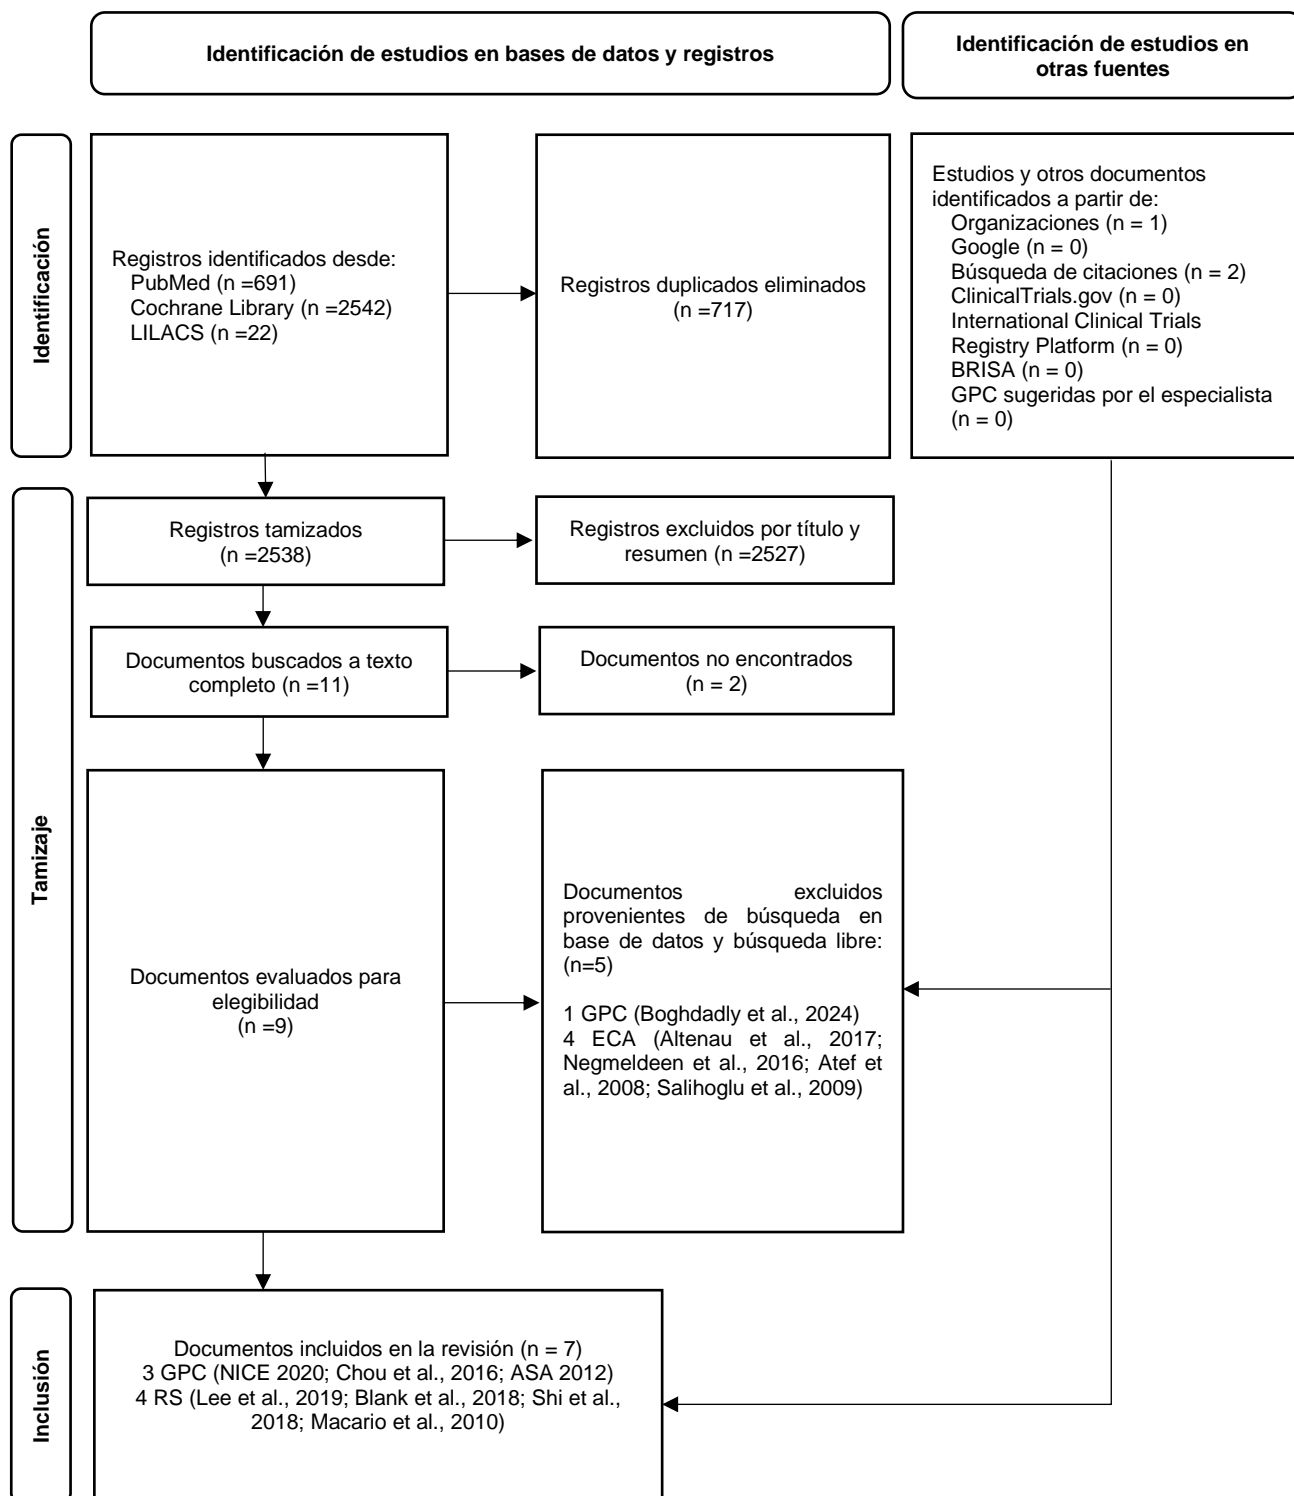 Identificación de estudios en bases de datos y registros
Identificación de estudios en
otras fuentes
Identificación
Registros identificados desde:
PubMed (n =691)
Cochrane Library (n =2542)
LILACS (n =22)
Registros duplicados eliminados
(n =717)
Estudios y otros documentos
identificados a partir de:
Organizaciones (n = 1)
Google (n = 0)
Búsqueda de citaciones (n = 2)
ClinicalTrials.gov (n = 0)
International Clinical Trials
Registry Platform (n = 0)
BRISA (n = 0)
GPC sugeridas por el especialista
(n = 0)
Tamizaje
Registros tamizados
(n =2538)
Registros excluidos por título y
resumen (n =2527)
Documentos buscados a texto
completo (n =11)
Documentos no encontrados
(n = 2)
Documentos evaluados para
elegibilidad
(n =9)
Documentos excluidos
provenientes de búsqueda en
base de datos y búsqueda libre:
(n=5)
1 GPC (Boghdadly et al., 2024)
4 ECA (Altenau et al., 2017;
Negmeldeen et al., 2016; Atef et
al., 2008; Salihoglu et al., 2009)
Inclusión
Documentos incluidos en la revisión (n = 7)
3 GPC (NICE 2020; Chou et al., 2016; ASA 2012)
4 RS (Lee et al., 2019; Blank et al., 2018; Shi et al.,
2018; Macario et al., 2010)